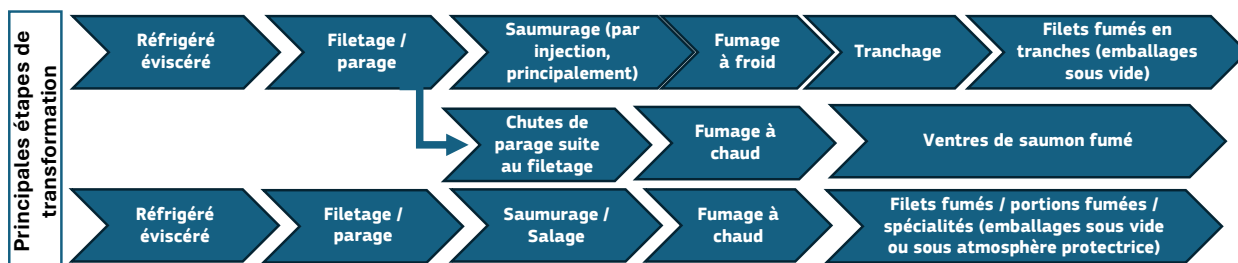 Principales étapes de
transformation
Réfrigéré
éviscéré
Filetage /
parage
Saumurage (par
injection,
principalement)
Fumage
à froid
Tranchage
Filets fumés en
tranches (emballages
sous vide)
Chutes de
parage suite
au filetage
Fumage à
chaud
Ventres de saumon fumé
Réfrigéré
éviscéré
Filetage /
parage
Saumurage /
Salage
Fumage à
chaud
Filets fumés / portions fumées /
spécialités (emballages sous vide
ou sous atmosphère protectrice)